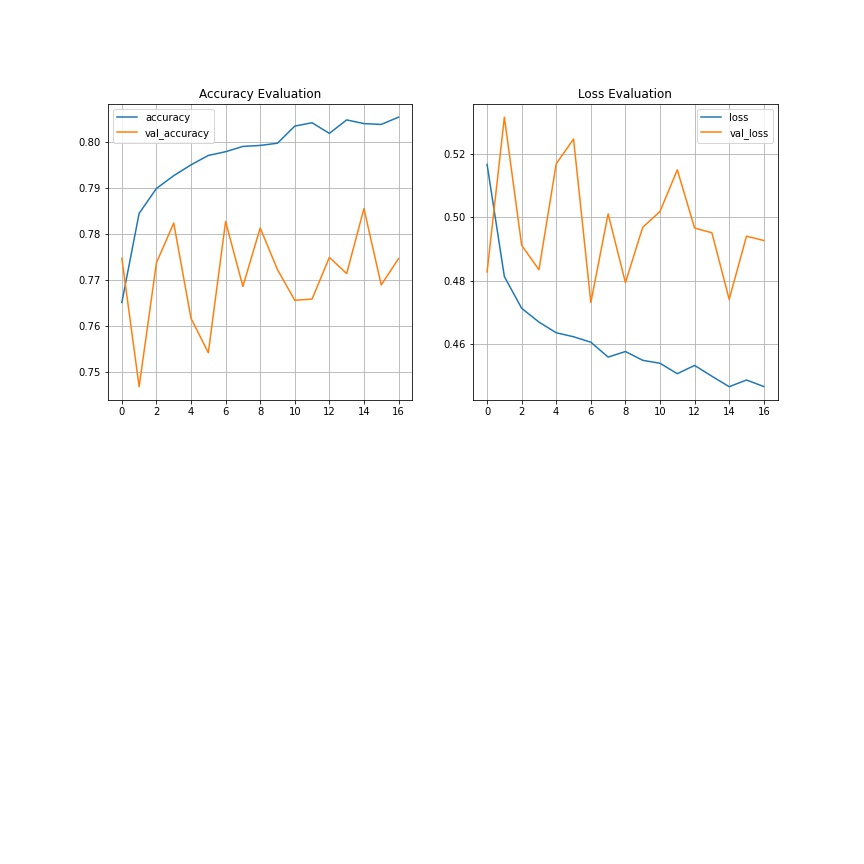 Accuracy Evaluation
accuracy
val_accuracy
0.80
0.79
0.78
0.77
0.76
0.75
0 2 4 6 8 10 12 14 16
Loss Evaluation
loss
val_loss
0.52
0.50
0.48
0.46
0 2 4 6 8 10 12 14 16